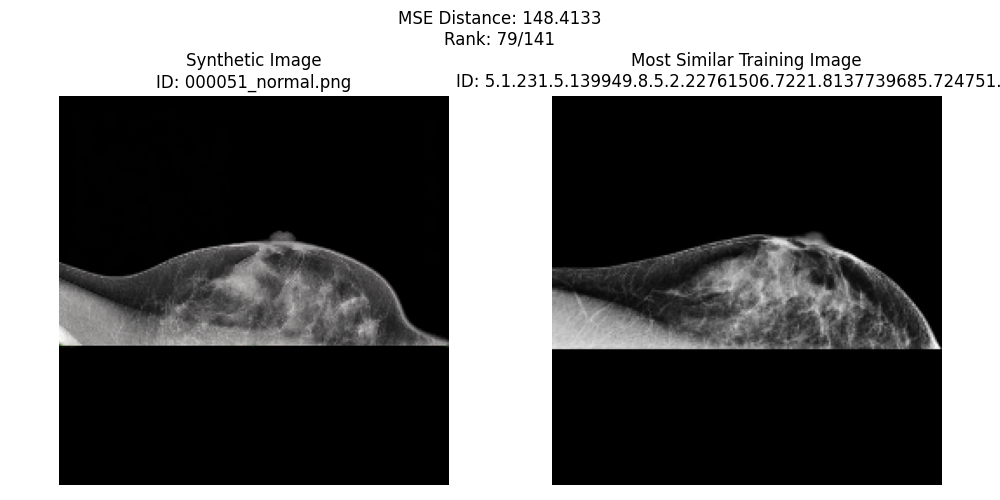 MSE Distance: 148.4133
Rank: 79/141
Synthetic Image
ID: 000051_normal.png
Most Similar Training Image
ID: 5.1.231.5.139949.8.5.2.22761506.7221.8137739685.724751.